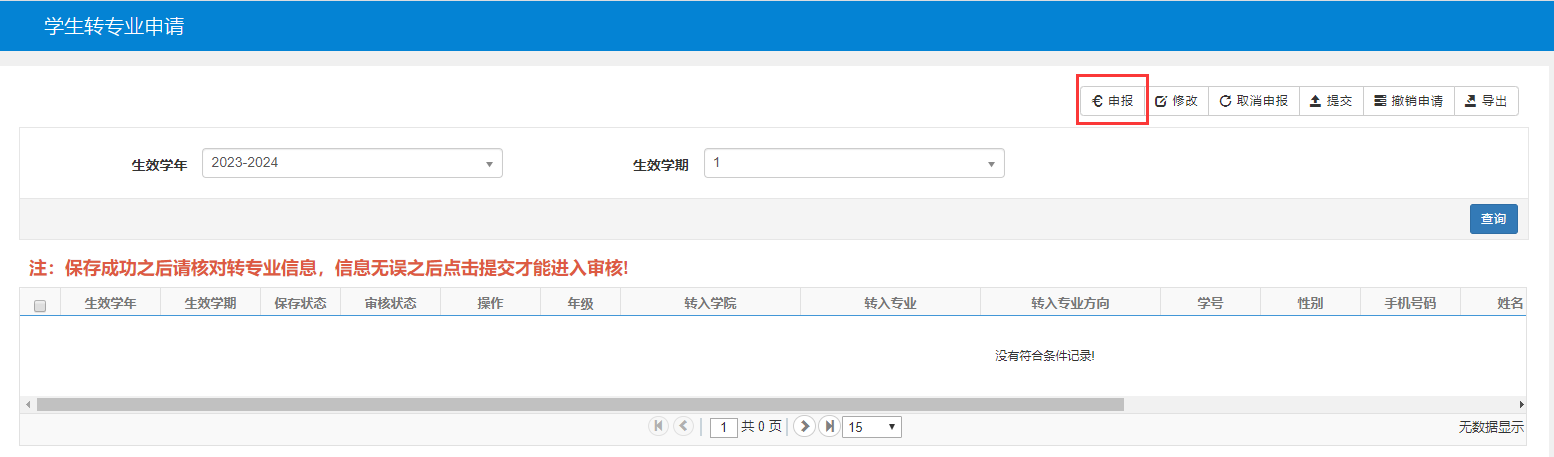 学生转专业申请
申报 修改 取消申报 提交 撤销申请 导出
生效学年 2023-2024 生效学期 1
查询
注：保存成功之后请核对转专业信息，信息无误之后点击提交才能进入审核!
生效学年 生效学期 保存状态 审核状态 操作 年级 转入学院 转入专业 转入专业方向 学号 性别 手机号码 姓名
没有符合条件记录!
1 共 0 页 15 无数据显示